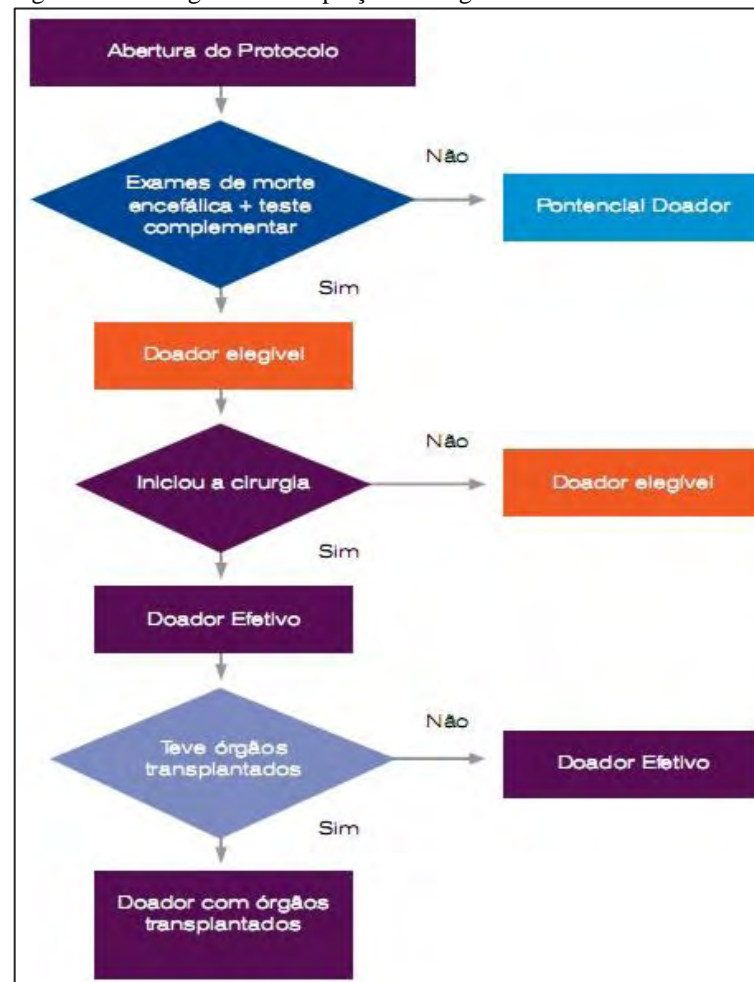 Abertura do Protocolo
Não
Exames de morte
encefálica + teste
complementar
Pontencial Doador
Sim
Doador elegível
Não
Iniciou a cirurgia
Doador elegível
Sim
Doador Efetivo
Não
Teve órgãos
transplantados
Doador Efetivo
Sim
Doador com órgãos
transplantados